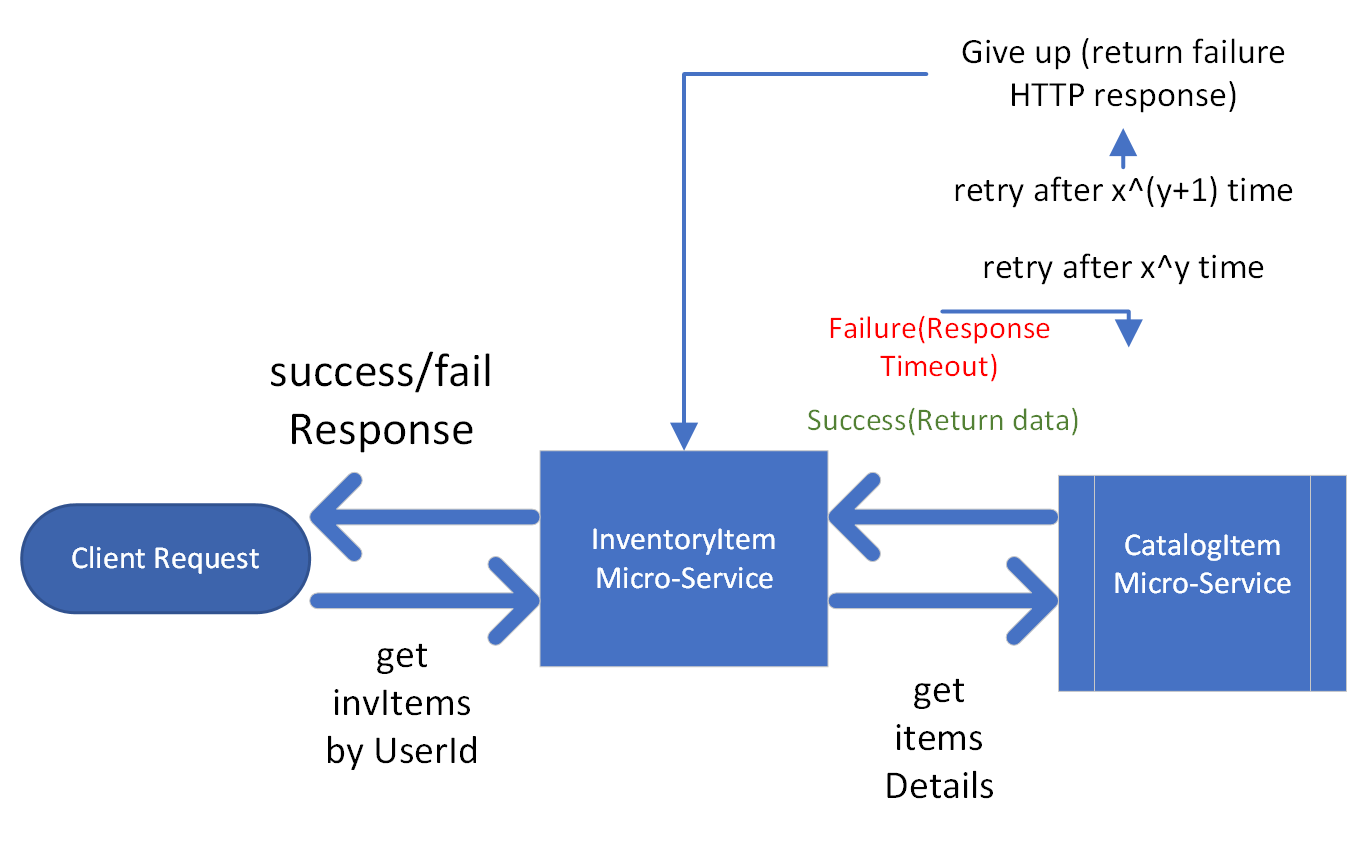 Give up (return failure
HTTP response)
retry after x^(y+1) time
retry after x^y time
Failure(Response
Timeout)
success/fail
Response
Success(Return data)
Client Request
InventoryItem
Micro-Service
CatalogItem
Micro-Service
get
invItems
by UserId
get
items
Details